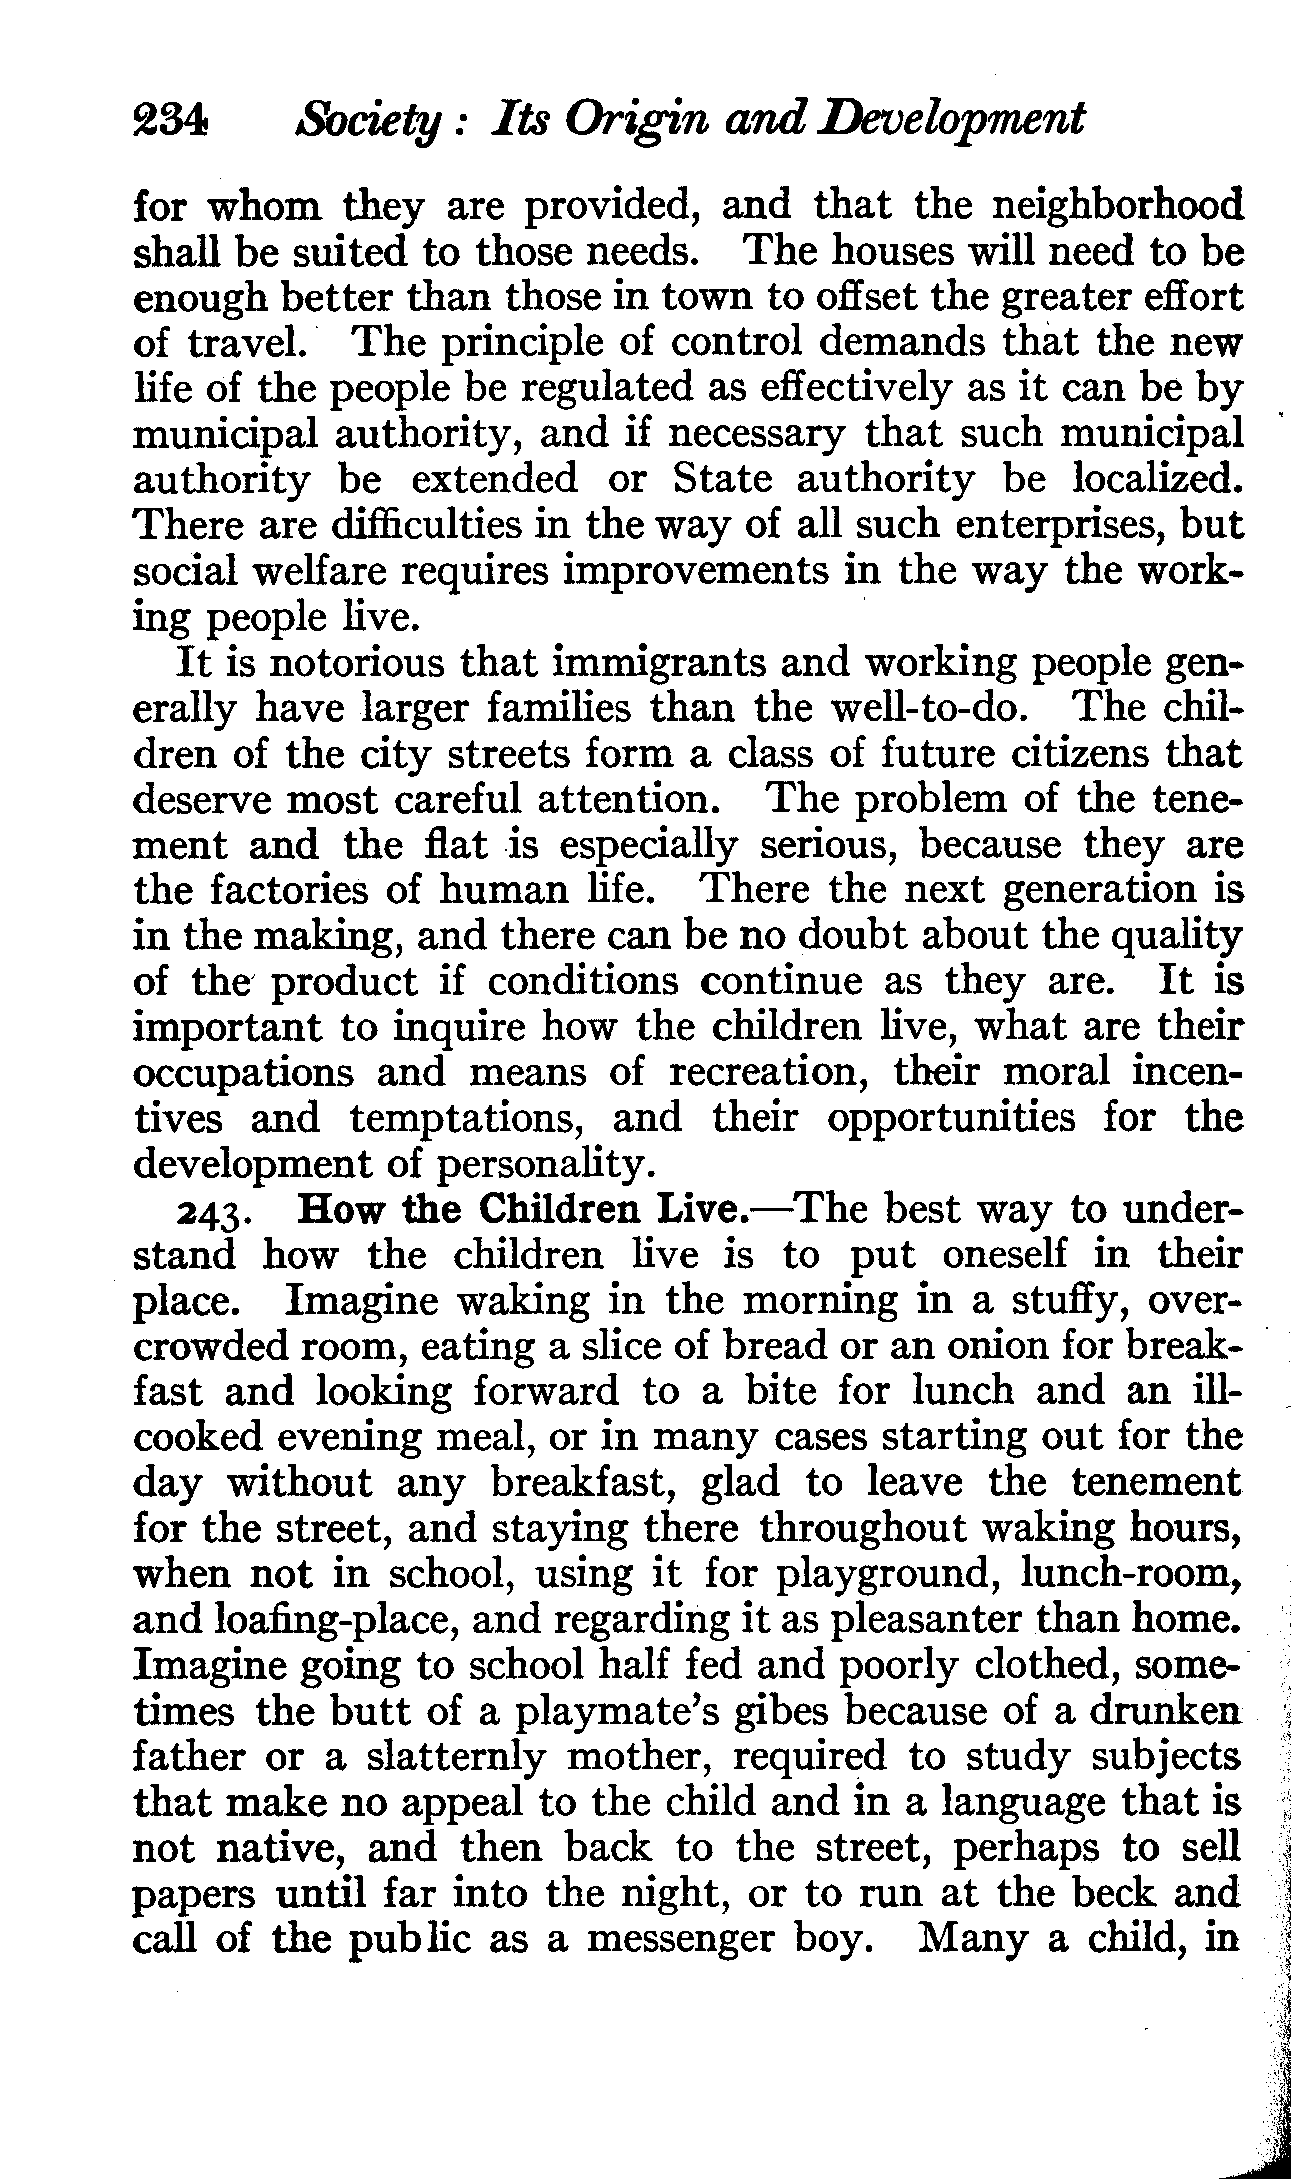 234 Society: Its Origin and Development
for whom they are provided, and that the neighborhood
shall be suited to those needs. The houses will need to be
enough better than those in town to offset the greater effort
of travel. The principle of control demands that the new
life of the people be regulated as effectively as it can be by
municipal authority, and if necessary that such municipal
authority be extended or State authority be localized.
There are difficulties in the way of all such enterprises, but
social welfare requires improvements in the way the work-
ing people live.
It is notorious that immigrants and working people gen-
erally have larger families than the well-to-do. The chil-
dren of the city streets form a class of future citizens that
deserve most careful attention. The problem of the tene-
ment and the flat is especially serious, because they are
the factories of human life. There the next generation is
in the making, and there can be no doubt about the quality
of the product if conditions continue as they are. It is
important to inquire how the children live, what are their
occupations and means of recreation, their moral incen-
tives and temptations, and their opportunities for the
development of personality.
243. How the Children Live.—The best way to under-
stand how the children live is to put oneself in their
place. Imagine waking in the morning in a stuffy, over-
crowded room, eating a slice of bread or an onion for break-
fast and looking forward to a bite for lunch and an ill-
cooked evening meal, or in many cases starting out for the
day without any breakfast, glad to leave the tenement
for the street, and staying there throughout waking hours,
when not in school, using it for playground, lunch-room,
and loafing-place, and regarding it as pleasanter than home.
Imagine going to school half fed and poorly clothed, some-
times the butt of a playmate's gibes because of a drunken
father or a slatternly mother, required to study subjects
that make no appeal to the child and in a language that is
not native, and then back to the street, perhaps to sell
papers until far into the night, or to run at the beck and
call of the public as a messenger boy. Many a child, in